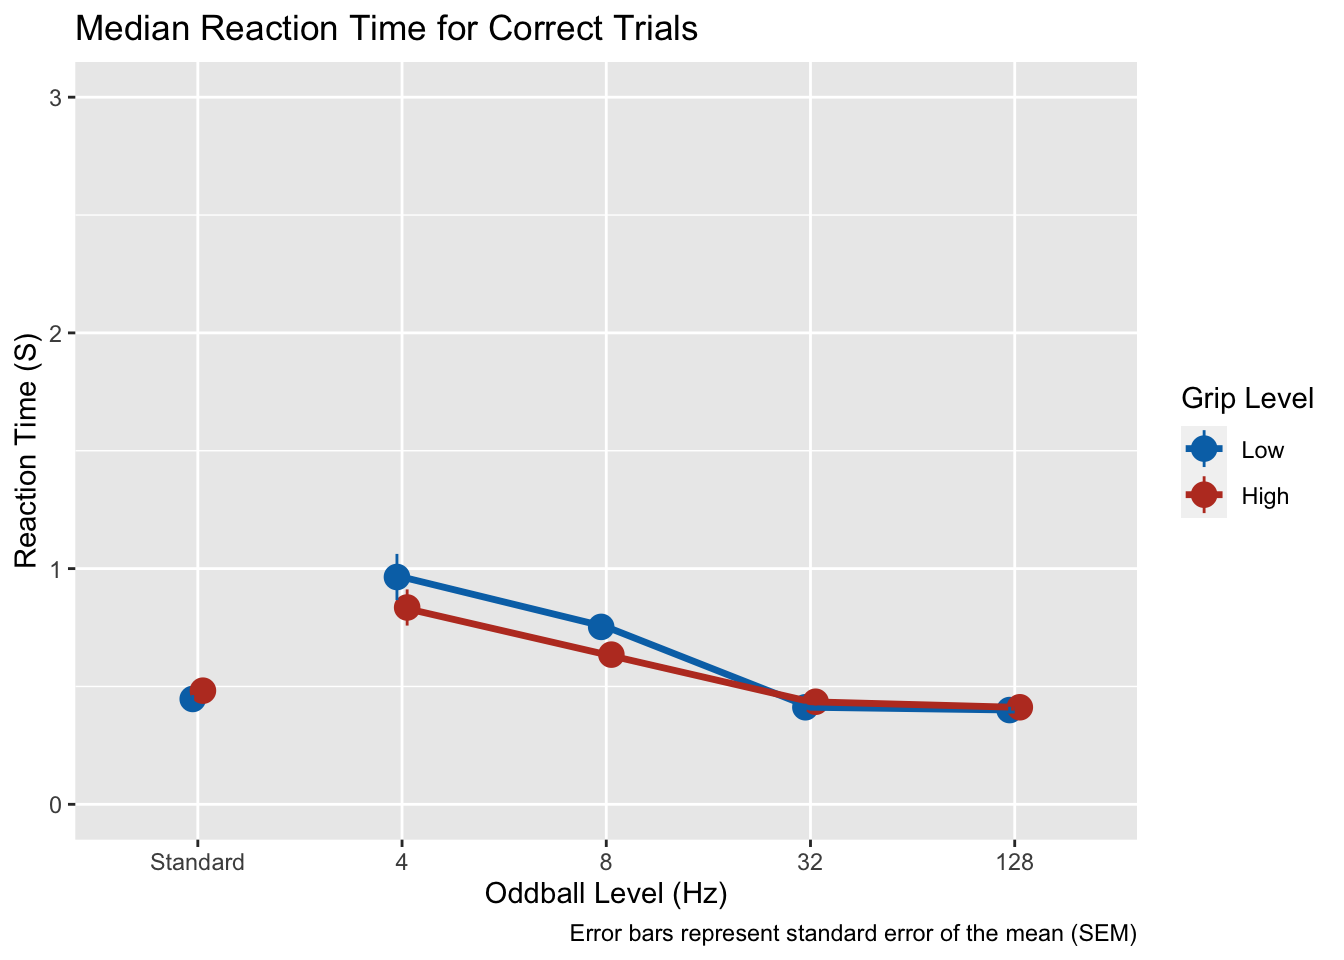 Median Reaction Time for Correct Trials
3
2
1
0
Reaction Time (S)
Standard 4 8 32 128
Oddball Level (Hz)
Error bars represent standard error of the mean (SEM)
Grip Level
Low
High